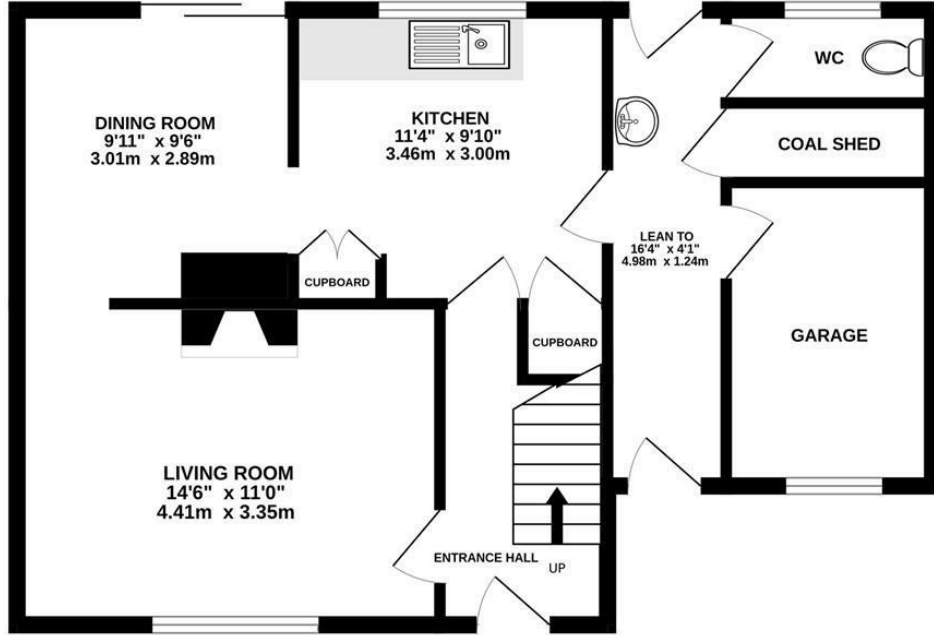 DINING ROOM
9'11" x 9'6"
3.01m x 2.89m
KITCHEN
11'4" x 9'10"
3.46m x 3.00m
WC
COAL SHED
LEAN TO
16'4" x 4'1"
4.98m x 1.24m
CUPBOARD
CUPBOARD
GARAGE
LIVING ROOM
14'6" x 11'0"
4.41m x 3.35m
ENTRANCE HALL
UP